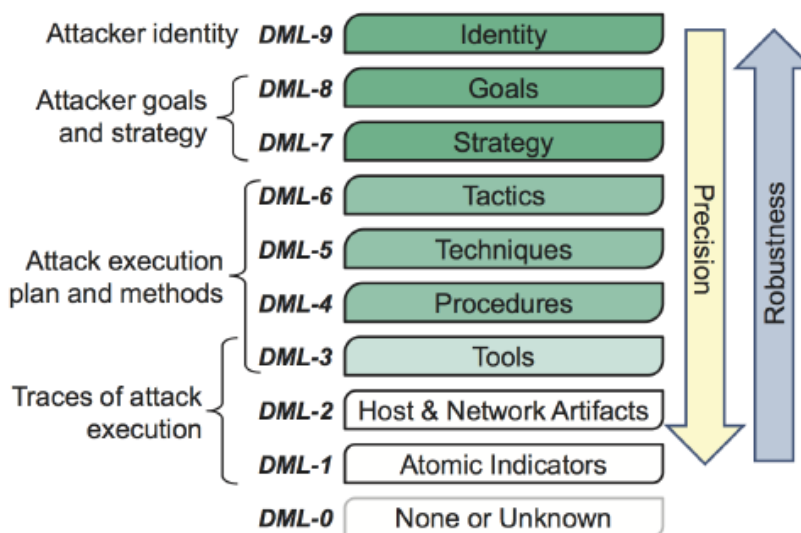 Attacker identity DML-9 Identity
Attacker goals and strategy
DML-8 Goals
DML-7 Strategy
Attack execution plan and methods
DML-6 Tactics
DML-5 Techniques
DML-4 Procedures
DML-3 Tools
Traces of attack execution
DML-2 Host & Network Artifacts
DML-1 Atomic Indicators
DML-0 None or Unknown
Precision
Robustness